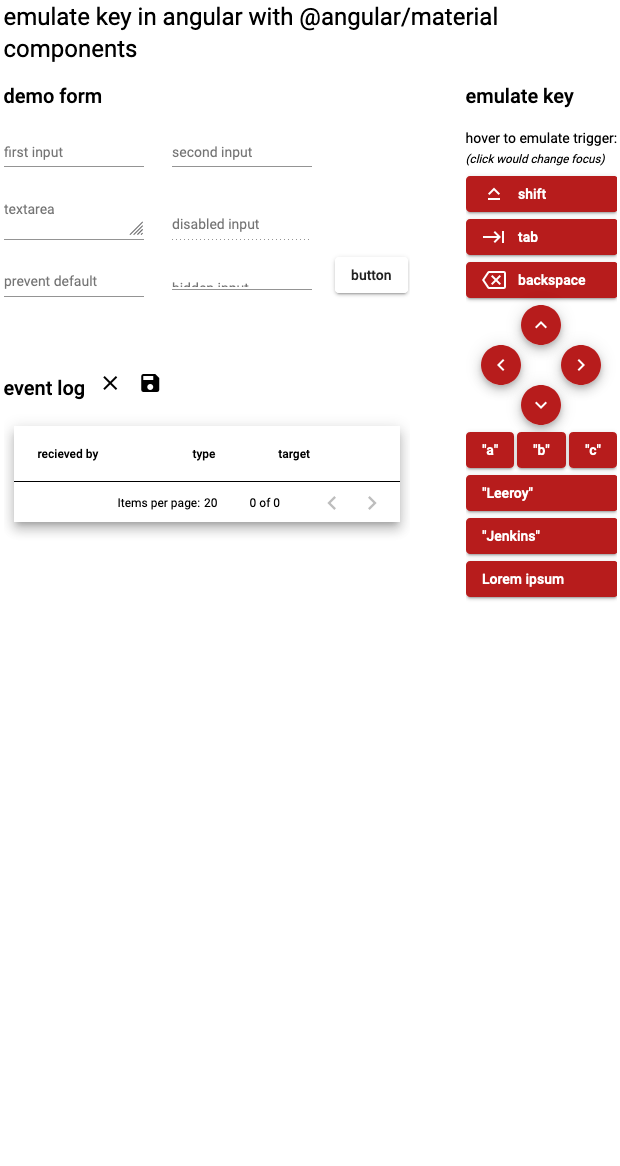 emulate key in angular with @angular/material
components
demo form
first input
second input
textarea
disabled input
prevent default
hidden input
button
event log
recieved by
type
target
Items per page: 20
0 of 0
emulate key
hover to emulate trigger:
(click would change focus)
shift
tab
backspace
"a"
"b"
"c"
"Leeroy"
"Jenkins"
Lorem ipsum